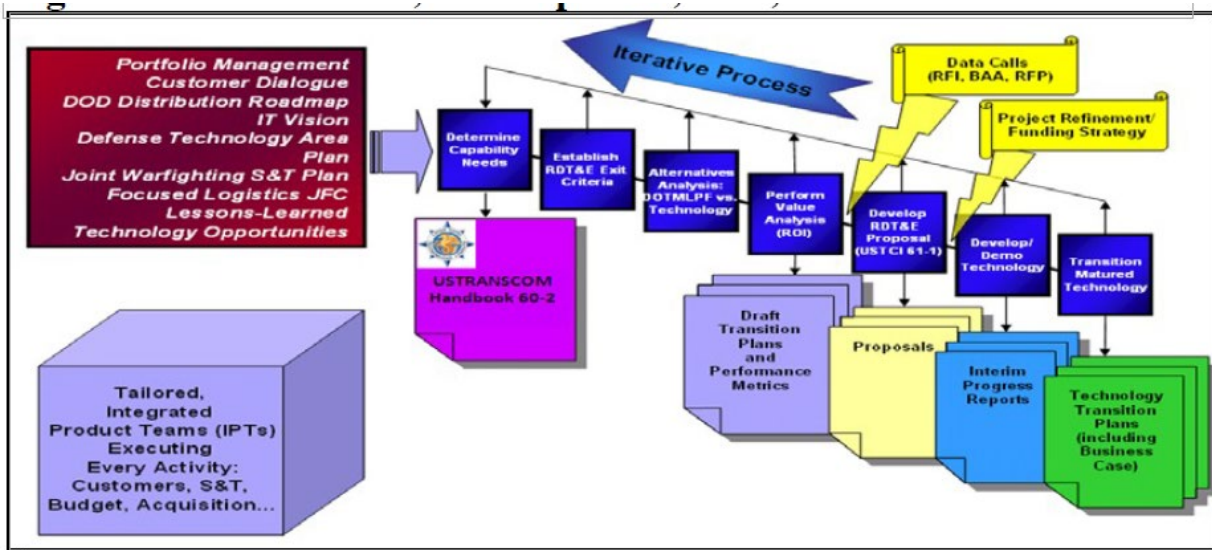 Portfolio Management
Customer Dialogue
DOD Distribution Roadmap
IT Vision
Defense Technology Area
Plan
Joint Warfighting S&T Plan
Focused Logistics JFC
Lessons-Learned
Technology Opportunities
Iterative Process
Data Calls
(RFI, BAA, RFP)
Project Refinement/
Funding Strategy
Determine
Capability
Needs
Establish
RDT&E Exit
Criteria
Alternatives
Analysis:
DOTMLPF vs.
Technology
Perform
Value
Analysis
(ROI)
Develop
RDT&E
Proposal
(USTCI 61-1)
Develop/
Demo
Technology
Transition
Matured
Technology
USTRANSCOM
Handbook 60-2
Draft
Transition
Plans
and
Performance
Metrics
Proposals
Interim
Progress
Reports
Technology
Transition
Plans
(including
Business
Case)
Tailored,
Integrated
Product Teams (IPTs)
Executing
Every Activity:
Customers, S&T,
Budget, Acquisition...